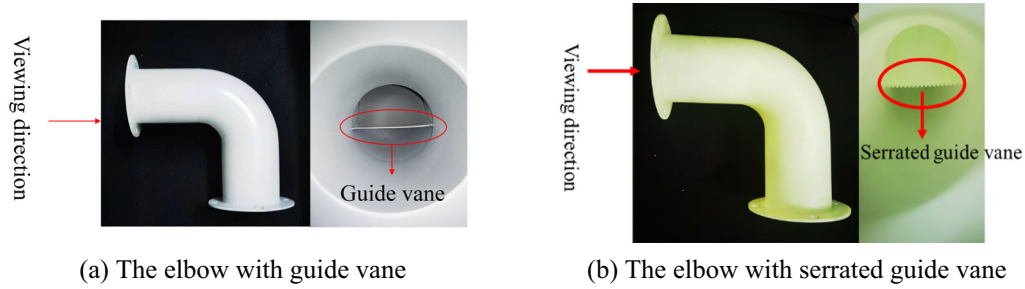 Viewing direction
Guide vane
(a) The elbow with guide vane
Viewing direction
Serrated guide vane
(b) The elbow with serrated guide vane